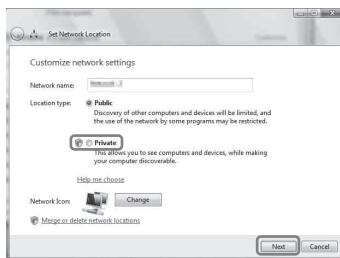 Set Network Location
Customize network settings
Network name:
Location type: Public
Discovery of other computers and devices will be limited, and
the use of the network by some programs may be restricted.
Private
This allows you to see computers and devices, while making
your computer discoverable.
Help me choose
Network Icon: Change
Merge or delete network locations
Next Cancel